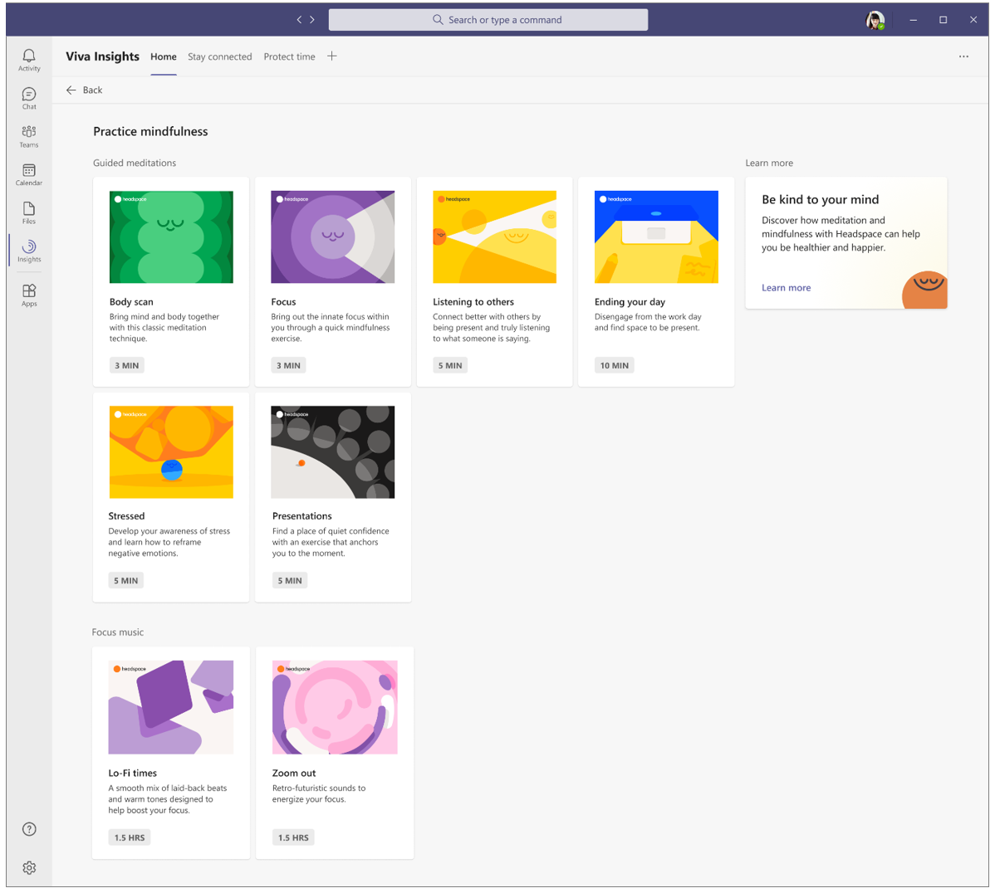 Search or type a command
Activity
Chat
Teams
Calendar
Files
Insights
Apps
Viva Insights Home Stay connected Protect time
Back
Practice mindfulness
Guided meditations
headspace
Body scan
Bring mind and body together
with this classic meditation
technique.
3 MIN
headspace
Focus
Bring out the innate focus within
you through a quick mindfulness
exercise.
3 MIN
headspace
Listening to others
Connect better with others by
being present and truly listening
to what someone is saying.
5 MIN
headspace
Ending your day
Disengage from the work day
and find space to be present.
10 MIN
Learn more
Be kind to your mind
Discover how meditation and
mindfulness with Headspace can help
you be healthier and happier.
Learn more
headspace
Stressed
Develop your awareness of stress
and learn how to reframe
negative emotions.
5 MIN
headspace
Presentations
Find a place of quiet confidence
with an exercise that anchors
you to the moment.
5 MIN
Focus music
headspace
Lo-Fi times
A smooth mix of laid-back beats
and warm tones designed to
help boost your focus.
1.5 HRS
headspace
Zoom out
Retro-futuristic sounds to
energize your focus.
1.5 HRS